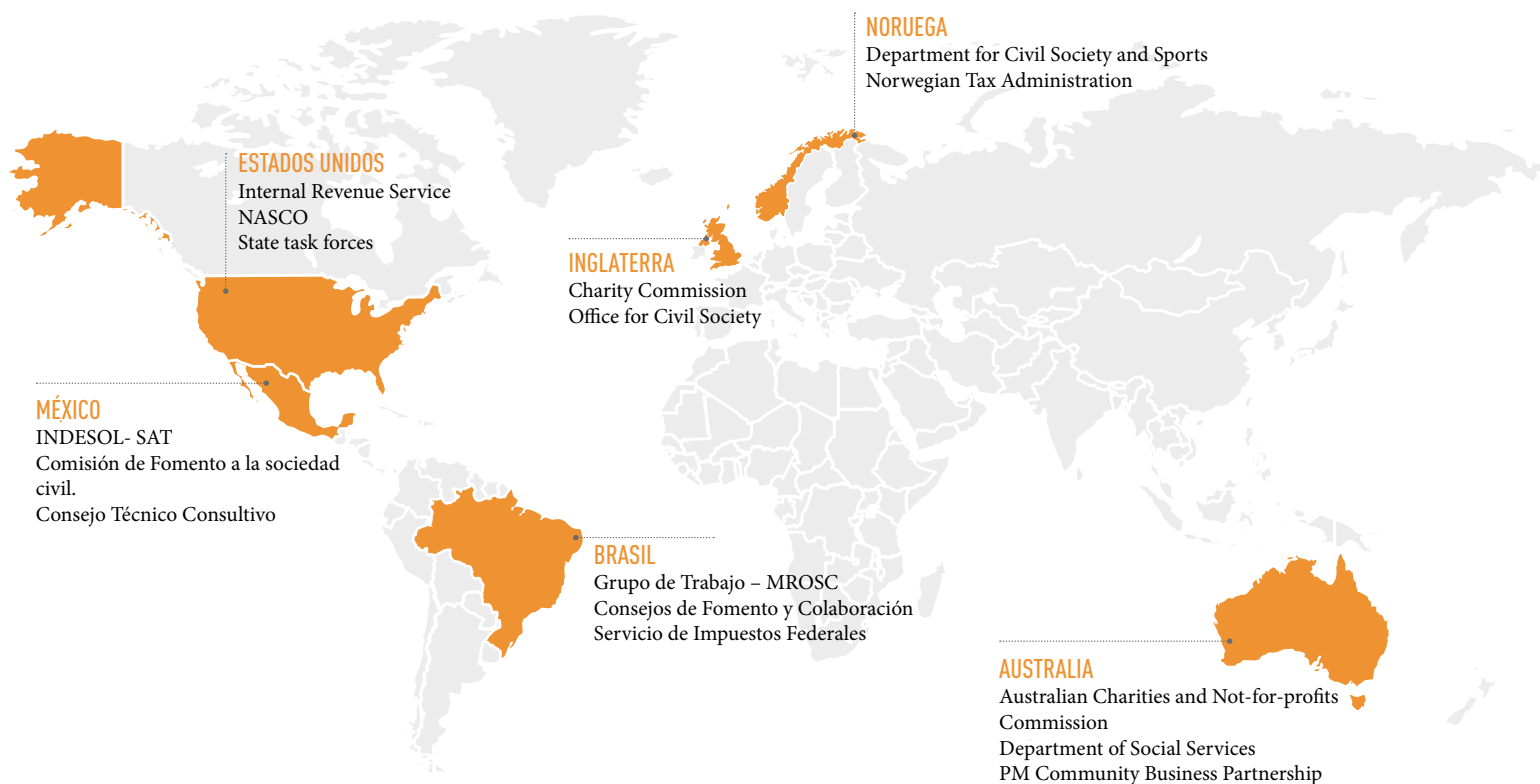 NORUEGA
Department for Civil Society and Sports
Norwegian Tax Administration
ESTADOS UNIDOS
Internal Revenue Service
NASCO
State task forces
INGLATERRA
Charity Commission
Office for Civil Society
MÉXICO
INDESOL- SAT
Comisión de Fomento a la sociedad
civil.
Consejo Técnico Consultivo
BRASIL
Grupo de Trabajo – MROSC
Consejos de Fomento y Colaboración
Servicio de Impuestos Federales
AUSTRALIA
Australian Charities and Not-for-profits
Commission
Department of Social Services
PM Community Business Partnership